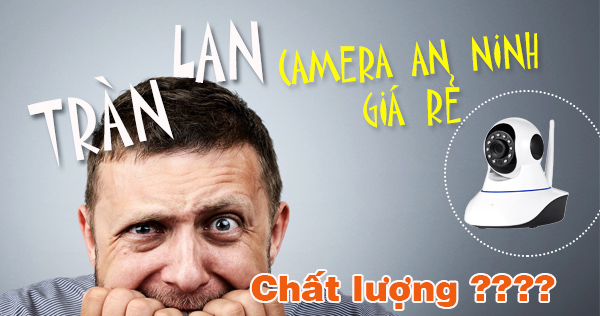 TRÀN LAN CAMERA AN NINH
GIÁ RẺ
Chất lượng ????